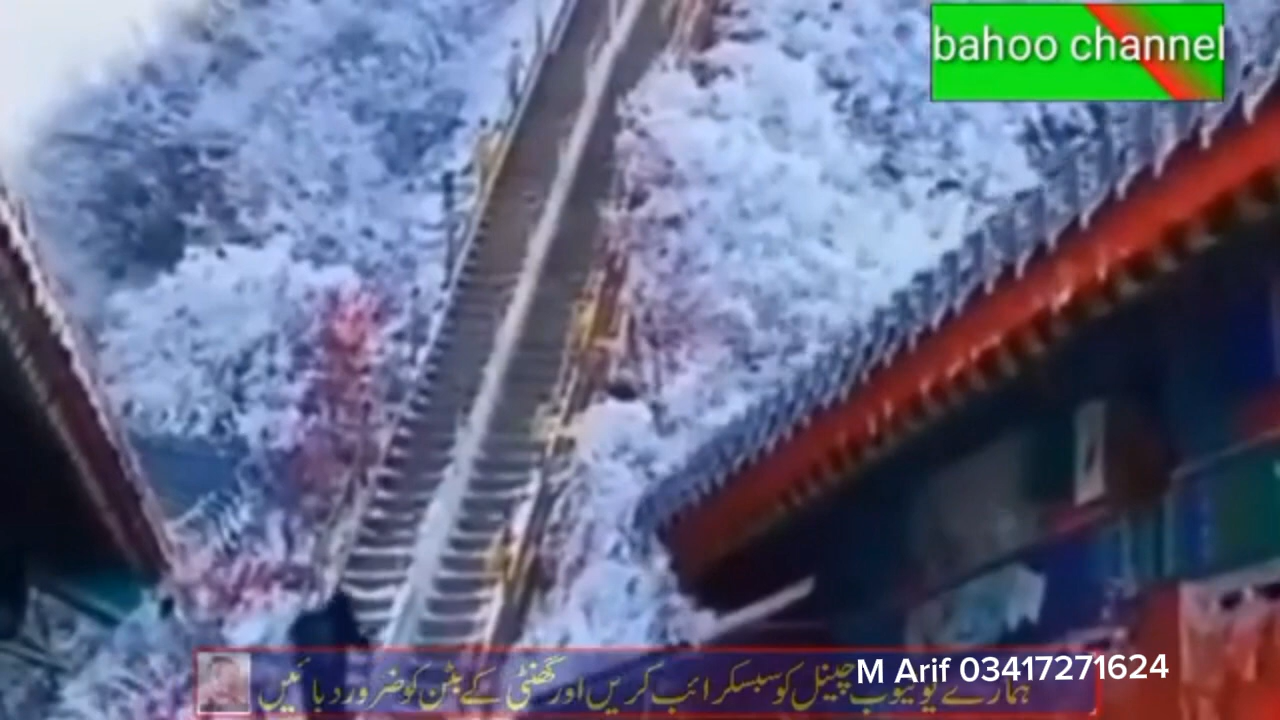 bahoo channel
ہمارے یوٹیوب چینل کو سبسکرائب کریں اور گھنٹی کے بٹن کو ضرور دبائیں
M Arif 03417271624